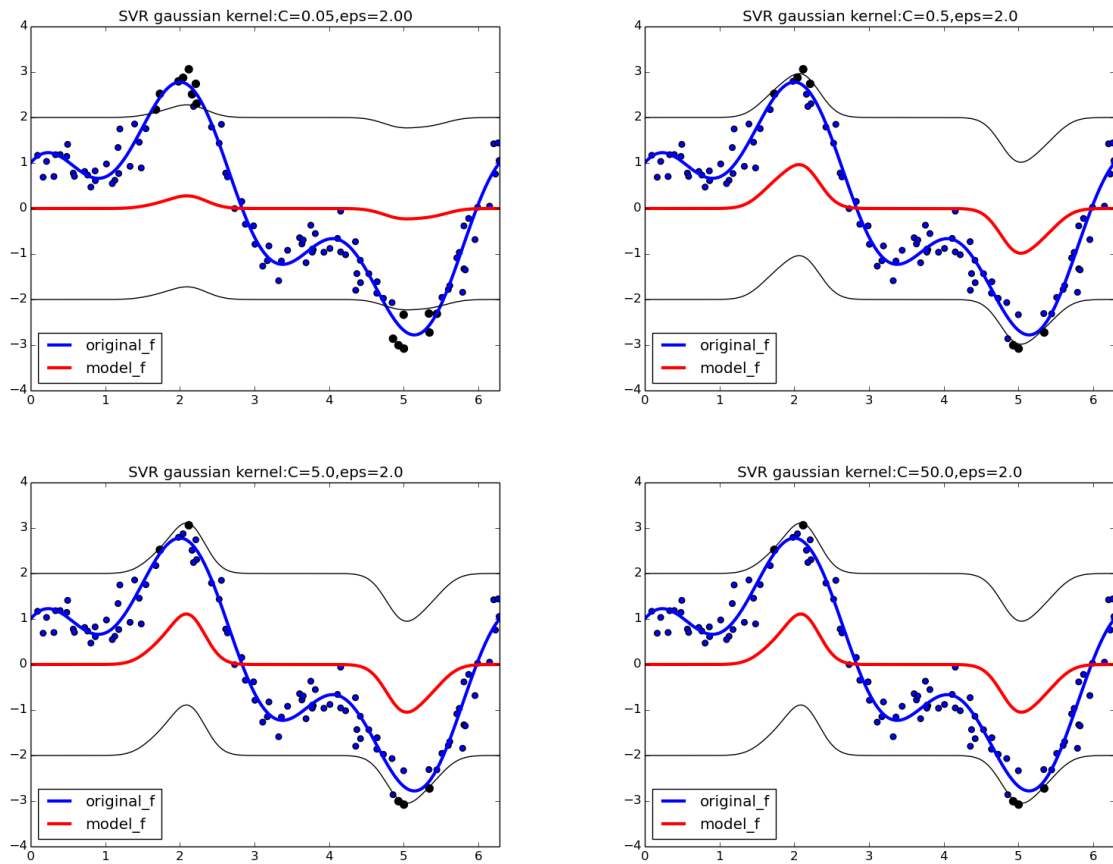 SVR gaussian kernel:C=0.05,eps=2.00
4
3
2
1
0
−1
−2
−3
−4
original_f
model_f
0 1 2 3 4 5 6
SVR gaussian kernel:C=0.5,eps=2.0
4
3
2
1
0
−1
−2
−3
−4
original_f
model_f
0 1 2 3 4 5 6
SVR gaussian kernel:C=5.0,eps=2.0
4
3
2
1
0
−1
−2
−3
−4
original_f
model_f
0 1 2 3 4 5 6
SVR gaussian kernel:C=50.0,eps=2.0
4
3
2
1
0
−1
−2
−3
−4
original_f
model_f
0 1 2 3 4 5 6